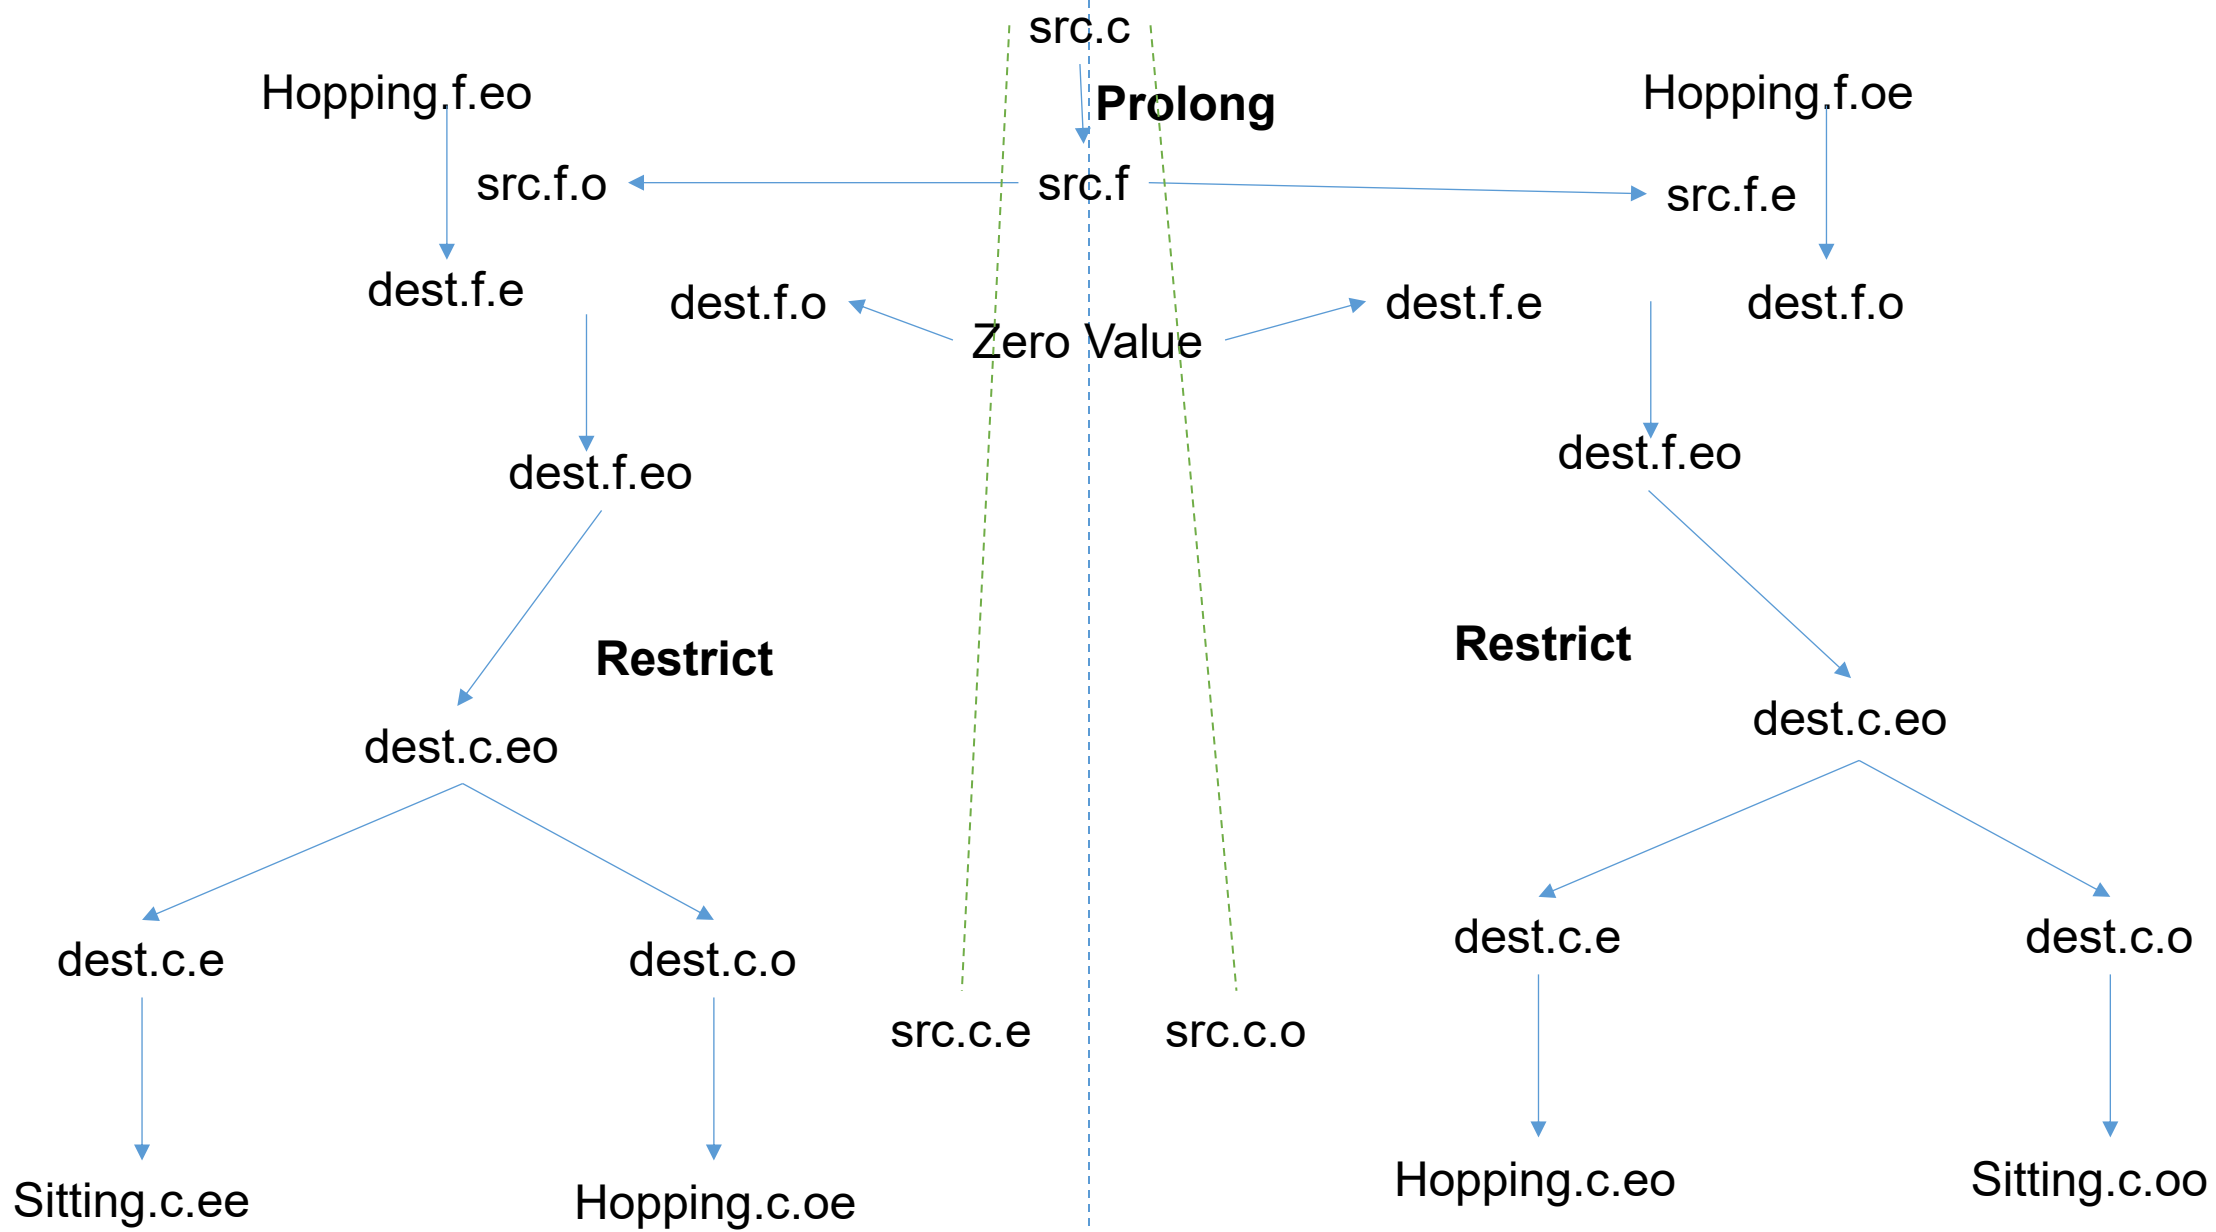 src.c
Hopping.f.eo
Prolong
Hopping.f.oe
src.f.o
src.f
src.f.e
dest.f.e
dest.f.o
Zero Value
dest.f.e
dest.f.o
dest.f.eo
dest.f.eo
Restrict
Restrict
dest.c.eo
dest.c.eo
dest.c.e
dest.c.o
dest.c.e
dest.c.o
src.c.e
src.c.o
Sitting.c.ee
Hopping.c.oe
Hopping.c.eo
Sitting.c.oo